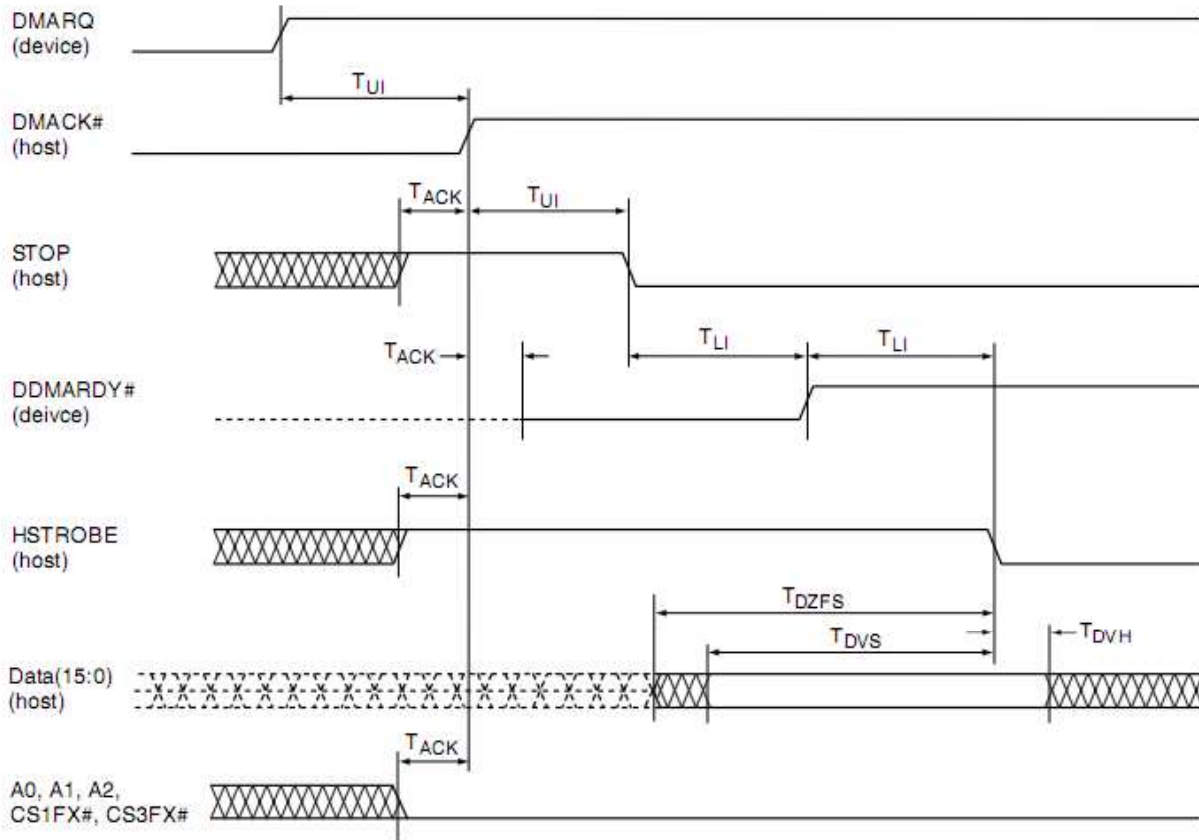 DMARQ
(device)
TUI
DMACK#
(host)
TACK
TUI
STOP
(host)
TACK
TLI
TLI
DDMARDY#
(deivce)
TACK
HSTROBE
(host)
TDZFS
TDVS
TDVH
Data(15:0)
(host)
TACK
A0, A1, A2,
CS1FX#, CS3FX#